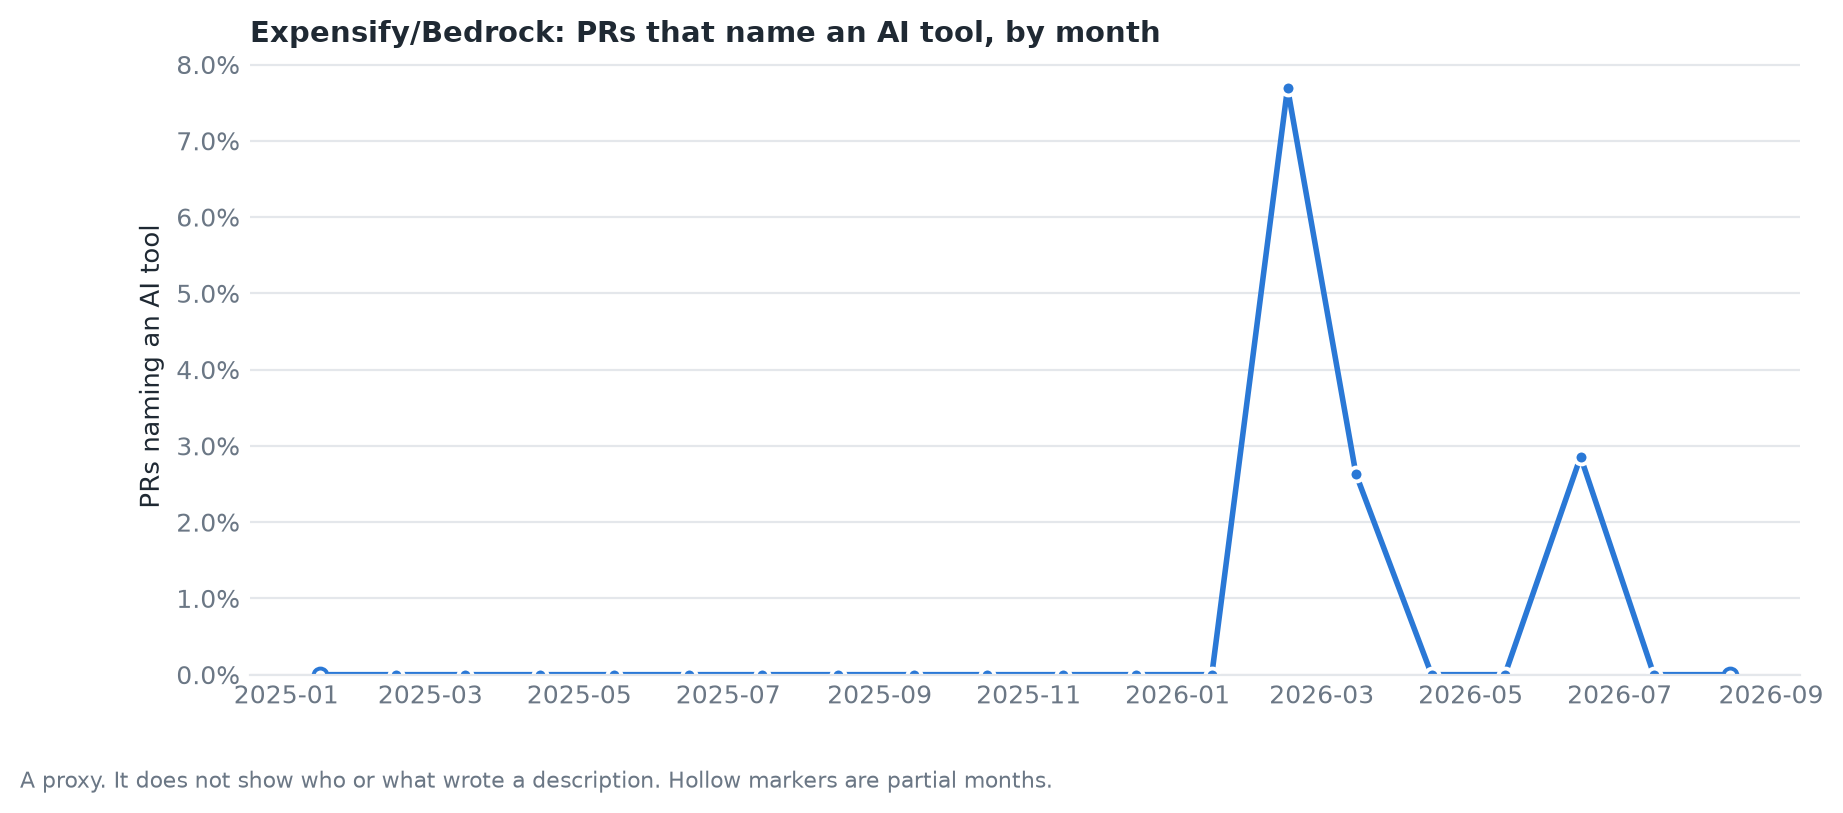 Expensify/Bedrock: PRs that name an AI tool, by month
8.0%
7.0%
6.0%
5.0%
4.0%
3.0%
2.0%
1.0%
0.0%
PRs naming an AI tool
2025-01 2025-03 2025-05 2025-07 2025-09 2025-11 2026-01 2026-03 2026-05 2026-07 2026-09
A proxy. It does not show who or what wrote a description. Hollow markers are partial months.